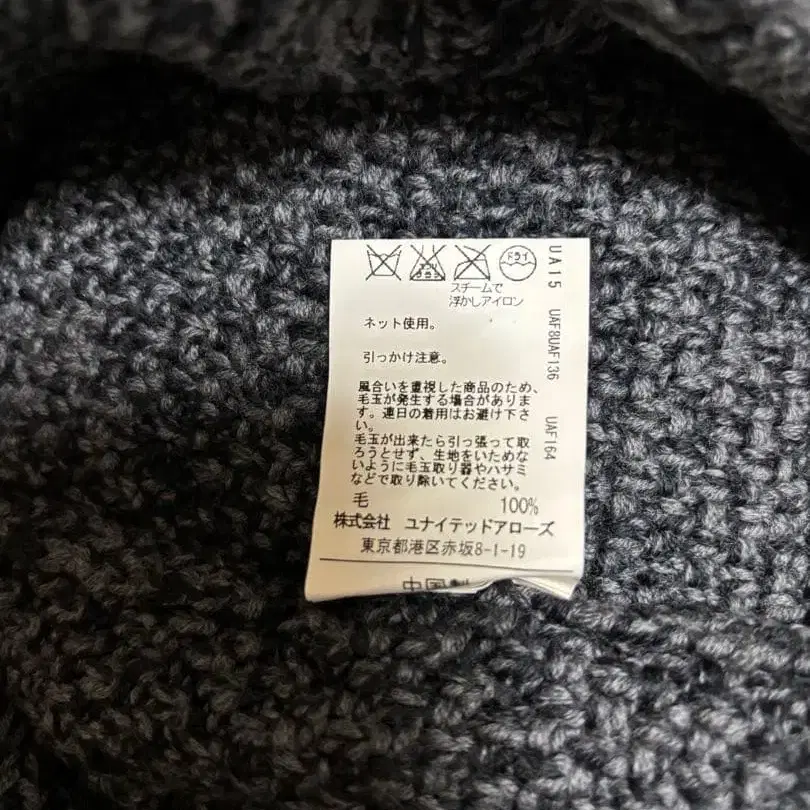 ドライ
スチームで
浮かしアイロン
ネット使用。
引っかけ注意。
風合いを重視した商品のため、
毛玉が発生する場合がありま
す。連日の着用はお避け下さ
い。
毛玉が出来たら引っ張って取
ろうとせず、生地をいためな
いように毛玉取り器やハサミ
などで取り除いてください。
毛 100%
株式会社 ユナイテッドアローズ
東京都港区赤坂8-1-19
中国製
UA15 UAF8UAF136 UAF164